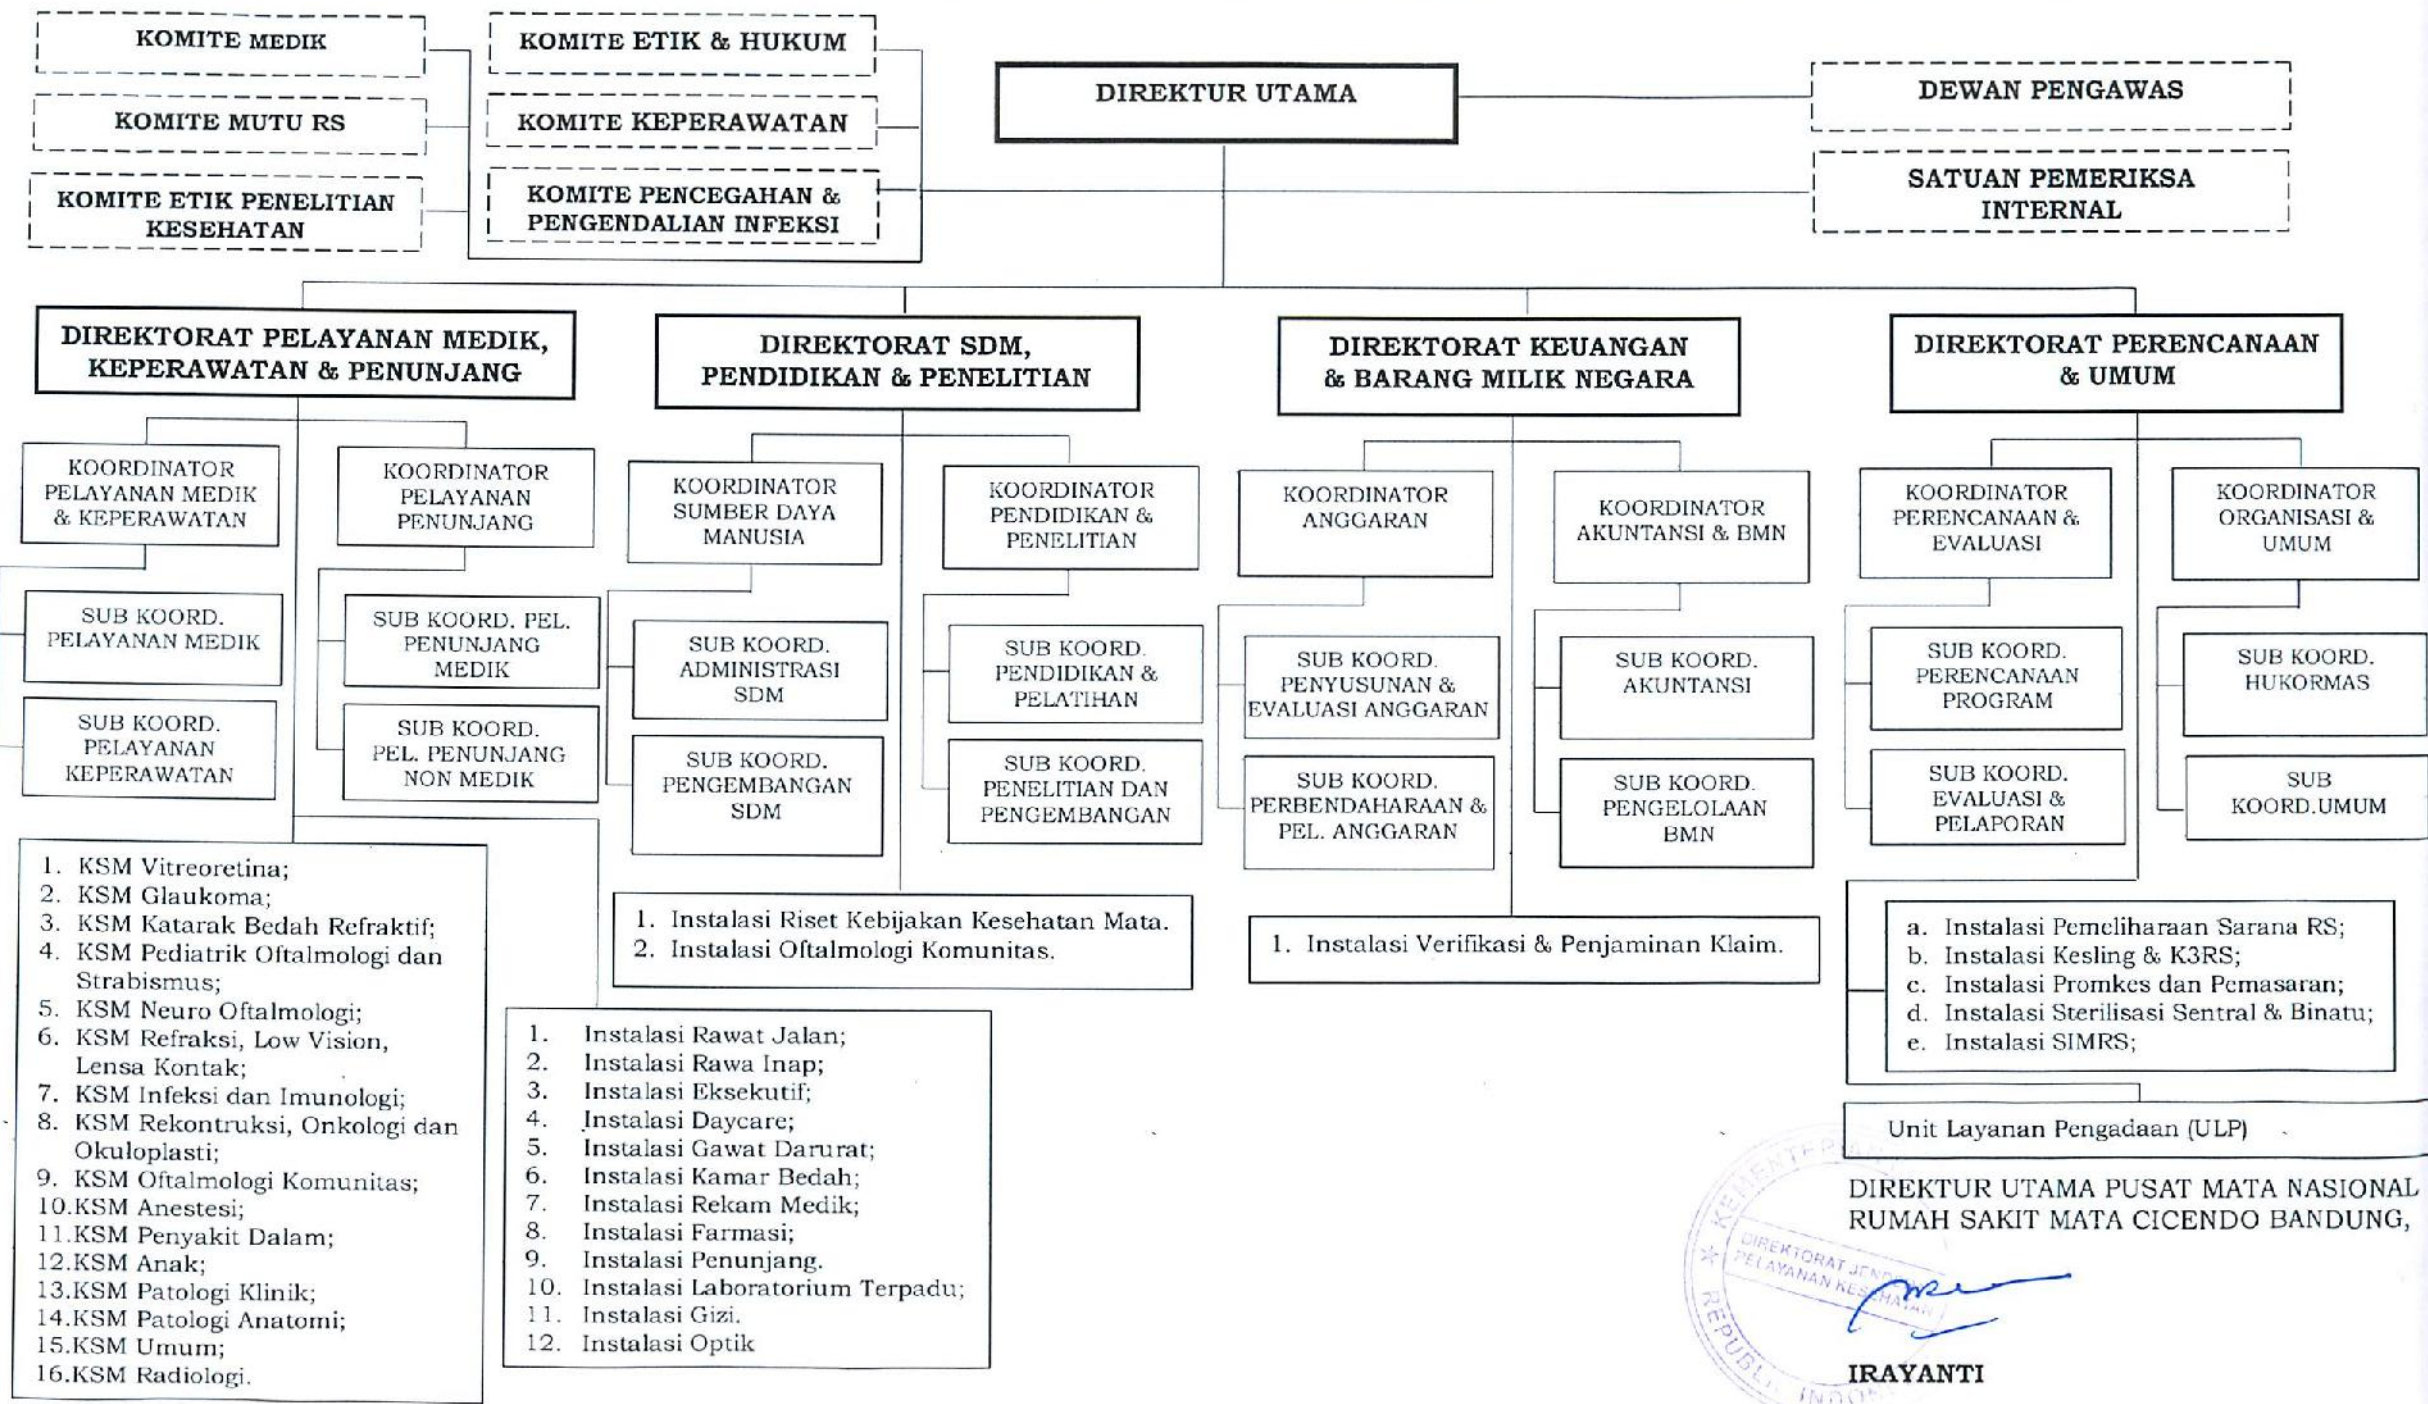 KOMITE MEDIK
KOMITE ETIK & HUKUM
DIREKTUR UTAMA
DEWAN PENGAWAS
KOMITE MUTU RS
KOMITE KEPERAWATAN
KOMITE ETIK PENELITIAN
KESEHATAN
KOMITE PENCEGAHAN &
PENGENDALIAN INFEKSI
SATUAN PEMERIKSA
INTERNAL
DIREKTORAT PELAYANAN MEDIK,
KEPERAWATAN & PENUNJANG
DIREKTORAT SDM,
PENDIDIKAN & PENELITIAN
DIREKTORAT KEUANGAN
& BARANG MILIK NEGARA
DIREKTORAT PERENCANAAN
& UMUM
KOORDINATOR
PELAYANAN MEDIK
& KEPERAWATAN
KOORDINATOR
PELAYANAN
PENUNJANG
KOORDINATOR
SUMBER DAYA
MANUSIA
KOORDINATOR
PENDIDIKAN &
PENELITIAN
KOORDINATOR
ANGGARAN
KOORDINATOR
AKUNTANSI & BMN
KOORDINATOR
PERENCANAAN &
EVALUASI
KOORDINATOR
ORGANISASI &
UMUM
SUB KOORD.
PELAYANAN MEDIK
SUB KOORD. PEL.
PENUNJANG
MEDIK
SUB KOORD.
ADMINISTRASI
SDM
SUB KOORD.
PENDIDIKAN &
PELATIHAN
SUB KOORD.
PENYUSUNAN &
EVALUASI ANGGARAN
SUB KOORD.
AKUNTANSI
SUB KOORD.
PERENCANAAN
PROGRAM
SUB KOORD.
HUKORMAS
SUB KOORD.
PELAYANAN
KEPERAWATAN
SUB KOORD.
PEL. PENUNJANG
NON MEDIK
SUB KOORD.
PENGEMBANGAN
SDM
SUB KOORD.
PENELITIAN DAN
PENGEMBANGAN
SUB KOORD.
PERBENDAHARAAN &
PEL. ANGGARAN
SUB KOORD.
PENGELOLAAN
BMN
SUB KOORD.
EVALUASI &
PELAPORAN
SUB
KOORD.UMUM
1. KSM Vitreoretina;
2. KSM Glaukoma;
3. KSM Katarak Bedah Refraktif;
4. KSM Pediatrik Oftalmologi dan
Strabismus;
5. KSM Neuro Oftalmologi;
6. KSM Refraksi, Low Vision,
Lensa Kontak;
7. KSM Infeksi dan Imunologi;
8. KSM Rekontruksi, Onkologi dan
Okuloplasti;
9. KSM Oftalmologi Komunitas;
10.KSM Anestesi;
11.KSM Penyakit Dalam;
12.KSM Anak;
13.KSM Patologi Klinik;
14.KSM Patologi Anatomi;
15.KSM Umum;
16.KSM Radiologi.
1. Instalasi Rawat Jalan;
2. Instalasi Rawa Inap;
3. Instalasi Eksekutif;
4. Instalasi Daycare;
5. Instalasi Gawat Darurat;
6. Instalasi Kamar Bedah;
7. Instalasi Rekam Medik;
8. Instalasi Farmasi;
9. Instalasi Penunjang.
10. Instalasi Laboratorium Terpadu;
11. Instalasi Gizi.
12. Instalasi Optik
1. Instalasi Riset Kebijakan Kesehatan Mata.
2. Instalasi Oftalmologi Komunitas.
1. Instalasi Verifikasi & Penjaminan Klaim.
a. Instalasi Pemeliharaan Sarana RS;
b. Instalasi Kesling & K3RS;
c. Instalasi Promkes dan Pemasaran;
d. Instalasi Sterilisasi Sentral & Binatu;
e. Instalasi SIMRS;
Unit Layanan Pengadaan (ULP)
DIREKTUR UTAMA PUSAT MATA NASIONAL
RUMAH SAKIT MATA CICENDO BANDUNG,
DIREKTORAT
PELAYANAN KESEHATAN
IRAYANTI